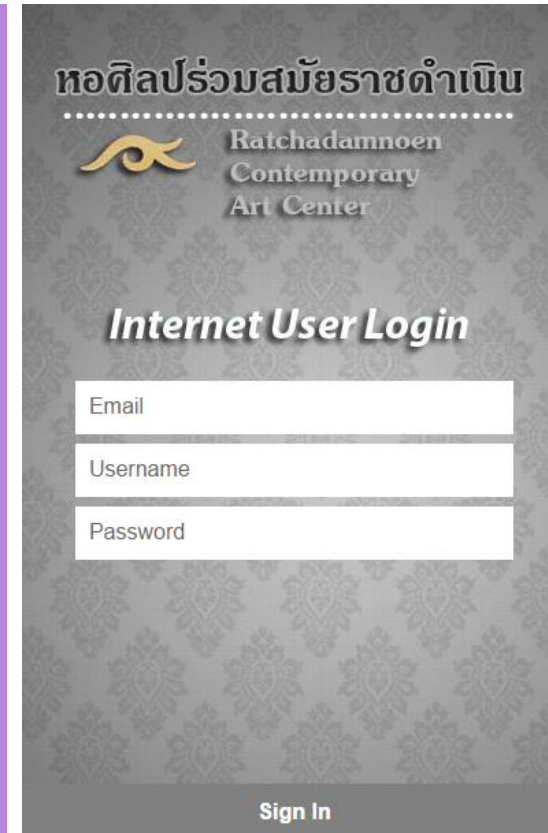 หอศิลป์ร่วมสมัยราชดำเนิน
Ratchadamnoen
Contemporary
Art Center
Internet User Login
Email
Username
Password
Sign In